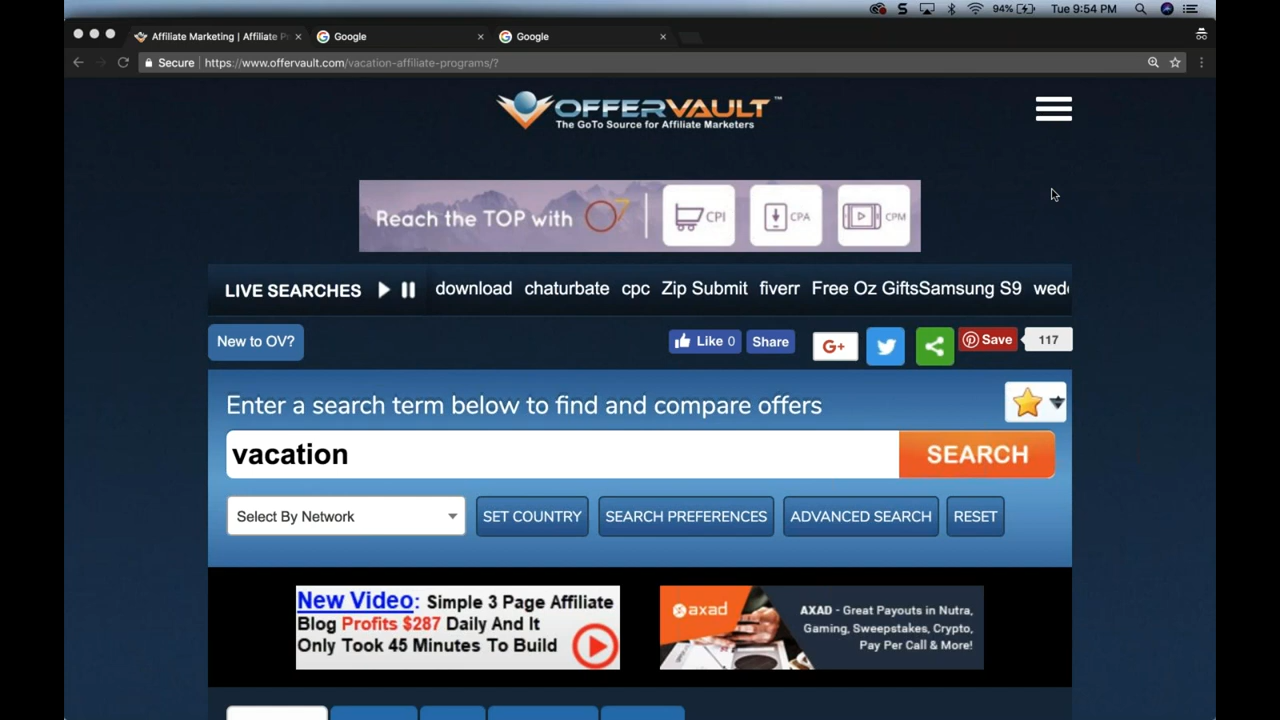 94%
Tue 9:54 PM
Affiliate Marketing | Affiliate P
Google
Google
Secure | https://www.offervault.com/vacation-affiliate-programs/?
OFFERVAULT™
The GoTo Source for Affiliate Marketers
Reach the TOP with O7
CPI
CPA
CPM
LIVE SEARCHES download chaturbate cpc Zip Submit fiverr Free Oz GiftsSamsung S9 wed
New to OV?
Like 0
Share
G+
Save
117
Enter a search term below to find and compare offers
vacation
SEARCH
Select By Network
SET COUNTRY
SEARCH PREFERENCES
ADVANCED SEARCH
RESET
New Video: Simple 3 Page Affiliate
Blog Profits $287 Daily And It
Only Took 45 Minutes To Build
axad
AXAD - Great Payouts in Nutra,
Gaming, Sweepstakes, Crypto,
Pay Per Call & More!